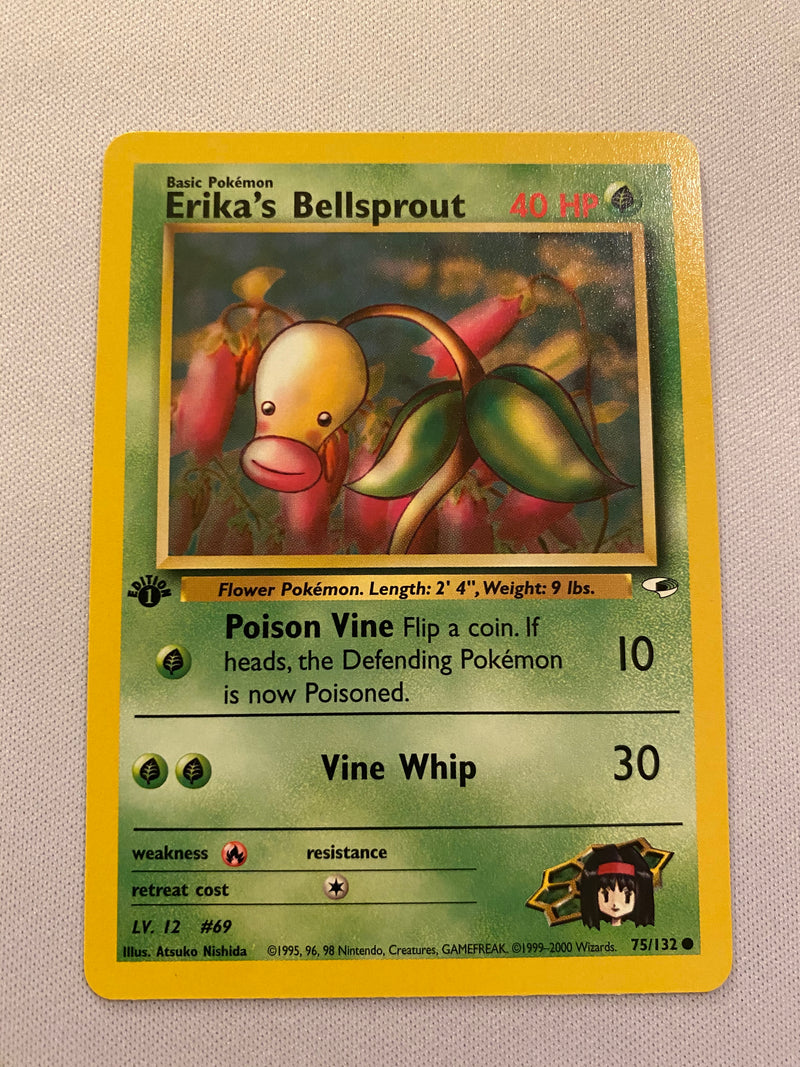 Basic Pokémon
Erika's Bellsprout 40 HP
EDITION
1
Flower Pokémon. Length: 2' 4", Weight: 9 lbs.
Poison Vine Flip a coin. If
heads, the Defending Pokémon
is now Poisoned.
10
Vine Whip 30
weakness resistance
retreat cost
LV. 12 #69
Illus. Atsuko Nishida ©1995, 96, 98 Nintendo, Creatures, GAMEFREAK. ©1999–2000 Wizards. 75/132